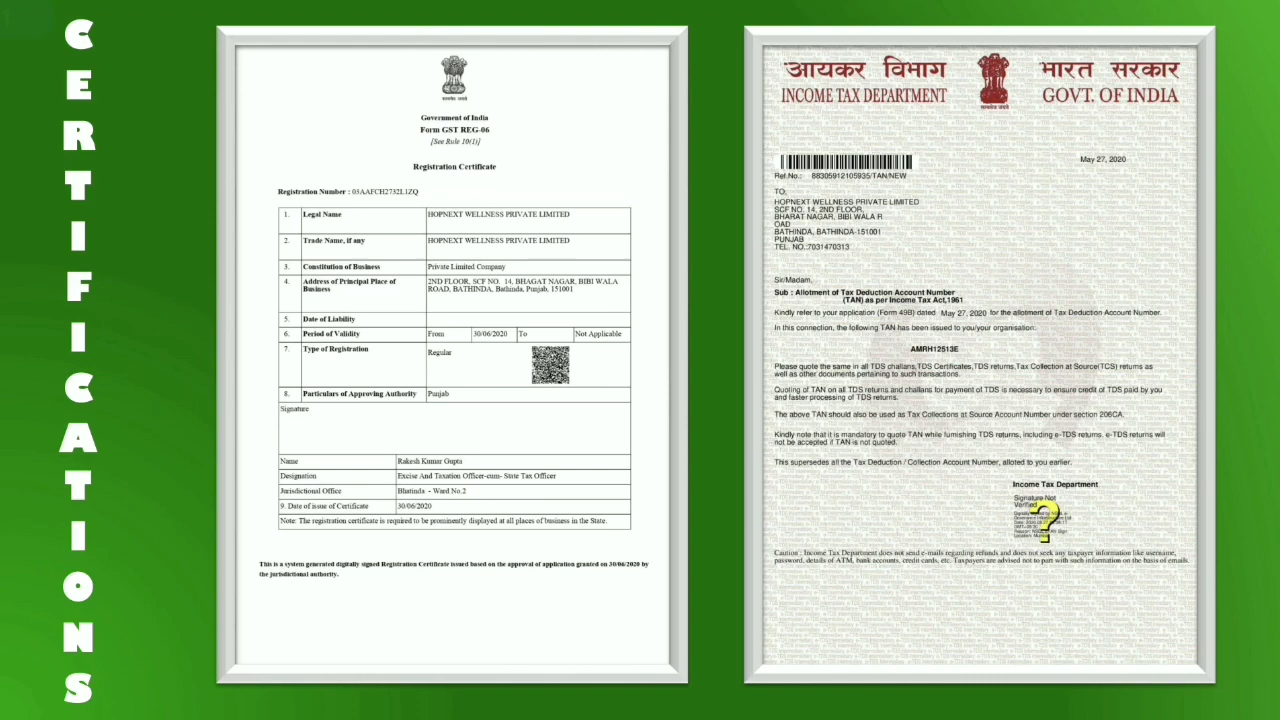 CERTIFICATIONS
सत्यमेव जयते
Government of India
Form GST REG-06
[See Rule 10(1)]
Registration Certificate
Registration Number : 03AAFCH2732L1ZQ
1. Legal Name HOPNEXT WELLNESS PRIVATE LIMITED
2. Trade Name, if any HOPNEXT WELLNESS PRIVATE LIMITED
3. Constitution of Business Private Limited Company
4. Address of Principal Place of Business 2ND FLOOR, SCF NO. 14, BHAGAT NAGAR, BIBI WALA
ROAD, BATHINDA, Bathinda, Punjab, 151001
5. Date of Liability
6. Period of Validity From 30/06/2020 To Not Applicable
7. Type of Registration Regular
8. Particulars of Approving Authority Punjab
Signature
Name Rakesh Kumar Gupta
Designation Excise And Taxation Officer-cum- State Tax Officer
Jurisdictional Office Bhatinda - Ward No.2
9. Date of issue of Certificate 30/06/2020
Note: The registration certificate is required to be prominently displayed at all places of business in the State.
This is a system generated digitally signed Registration Certificate issued based on the approval of application granted on 30/06/2020 by
the jurisdictional authority.
आयकर विभाग भारत सरकार
INCOME TAX DEPARTMENT GOVT. OF INDIA
सत्यमेव जयते
May 27, 2020
Ref.No.: 88305912105935/TAN/NEW
TO,
HOPNEXT WELLNESS PRIVATE LIMITED
SCF NO. 14, 2ND FLOOR,
BHARAT NAGAR, BIBI WALA R
OAD
BATHINDA, BATHINDA-151001
PUNJAB
TEL. NO.:7031470313
Sir/Madam,
Sub : Allotment of Tax Deduction Account Number
(TAN) as per Income Tax Act,1961
Kindly refer to your application (Form 49B) dated May 27, 2020 for the allotment of Tax Deduction Account Number.
In this connection, the following TAN has been issued to you/your organisation:
AMRH12513E
Please quote the same in all TDS challans,TDS Certificates,TDS returns,Tax Collection at Source(TCS) returns as
well as other documents pertaining to such transactions.
Quoting of TAN on all TDS returns and challans for payment of TDS is necessary to ensure credit of TDS paid by you
and faster processing of TDS returns.
The above TAN should also be used as Tax Collections at Source Account Number under section 206CA.
Kindly note that it is mandatory to quote TAN while furnishing TDS returns, including e-TDS returns. e-TDS returns will
not be accepted if TAN is not quoted.
This supersedes all the Tax Deduction / Collection Account Number, alloted to you earlier.
Income Tax Department
Signature Not
Verified
Caution : Income Tax Department does not send e-mails regarding refunds and does not seek any taxpayer information like username,
password, details of ATM, bank accounts, credit cards, etc. Taxpayers are advised not to part with such information on the basis of emails.